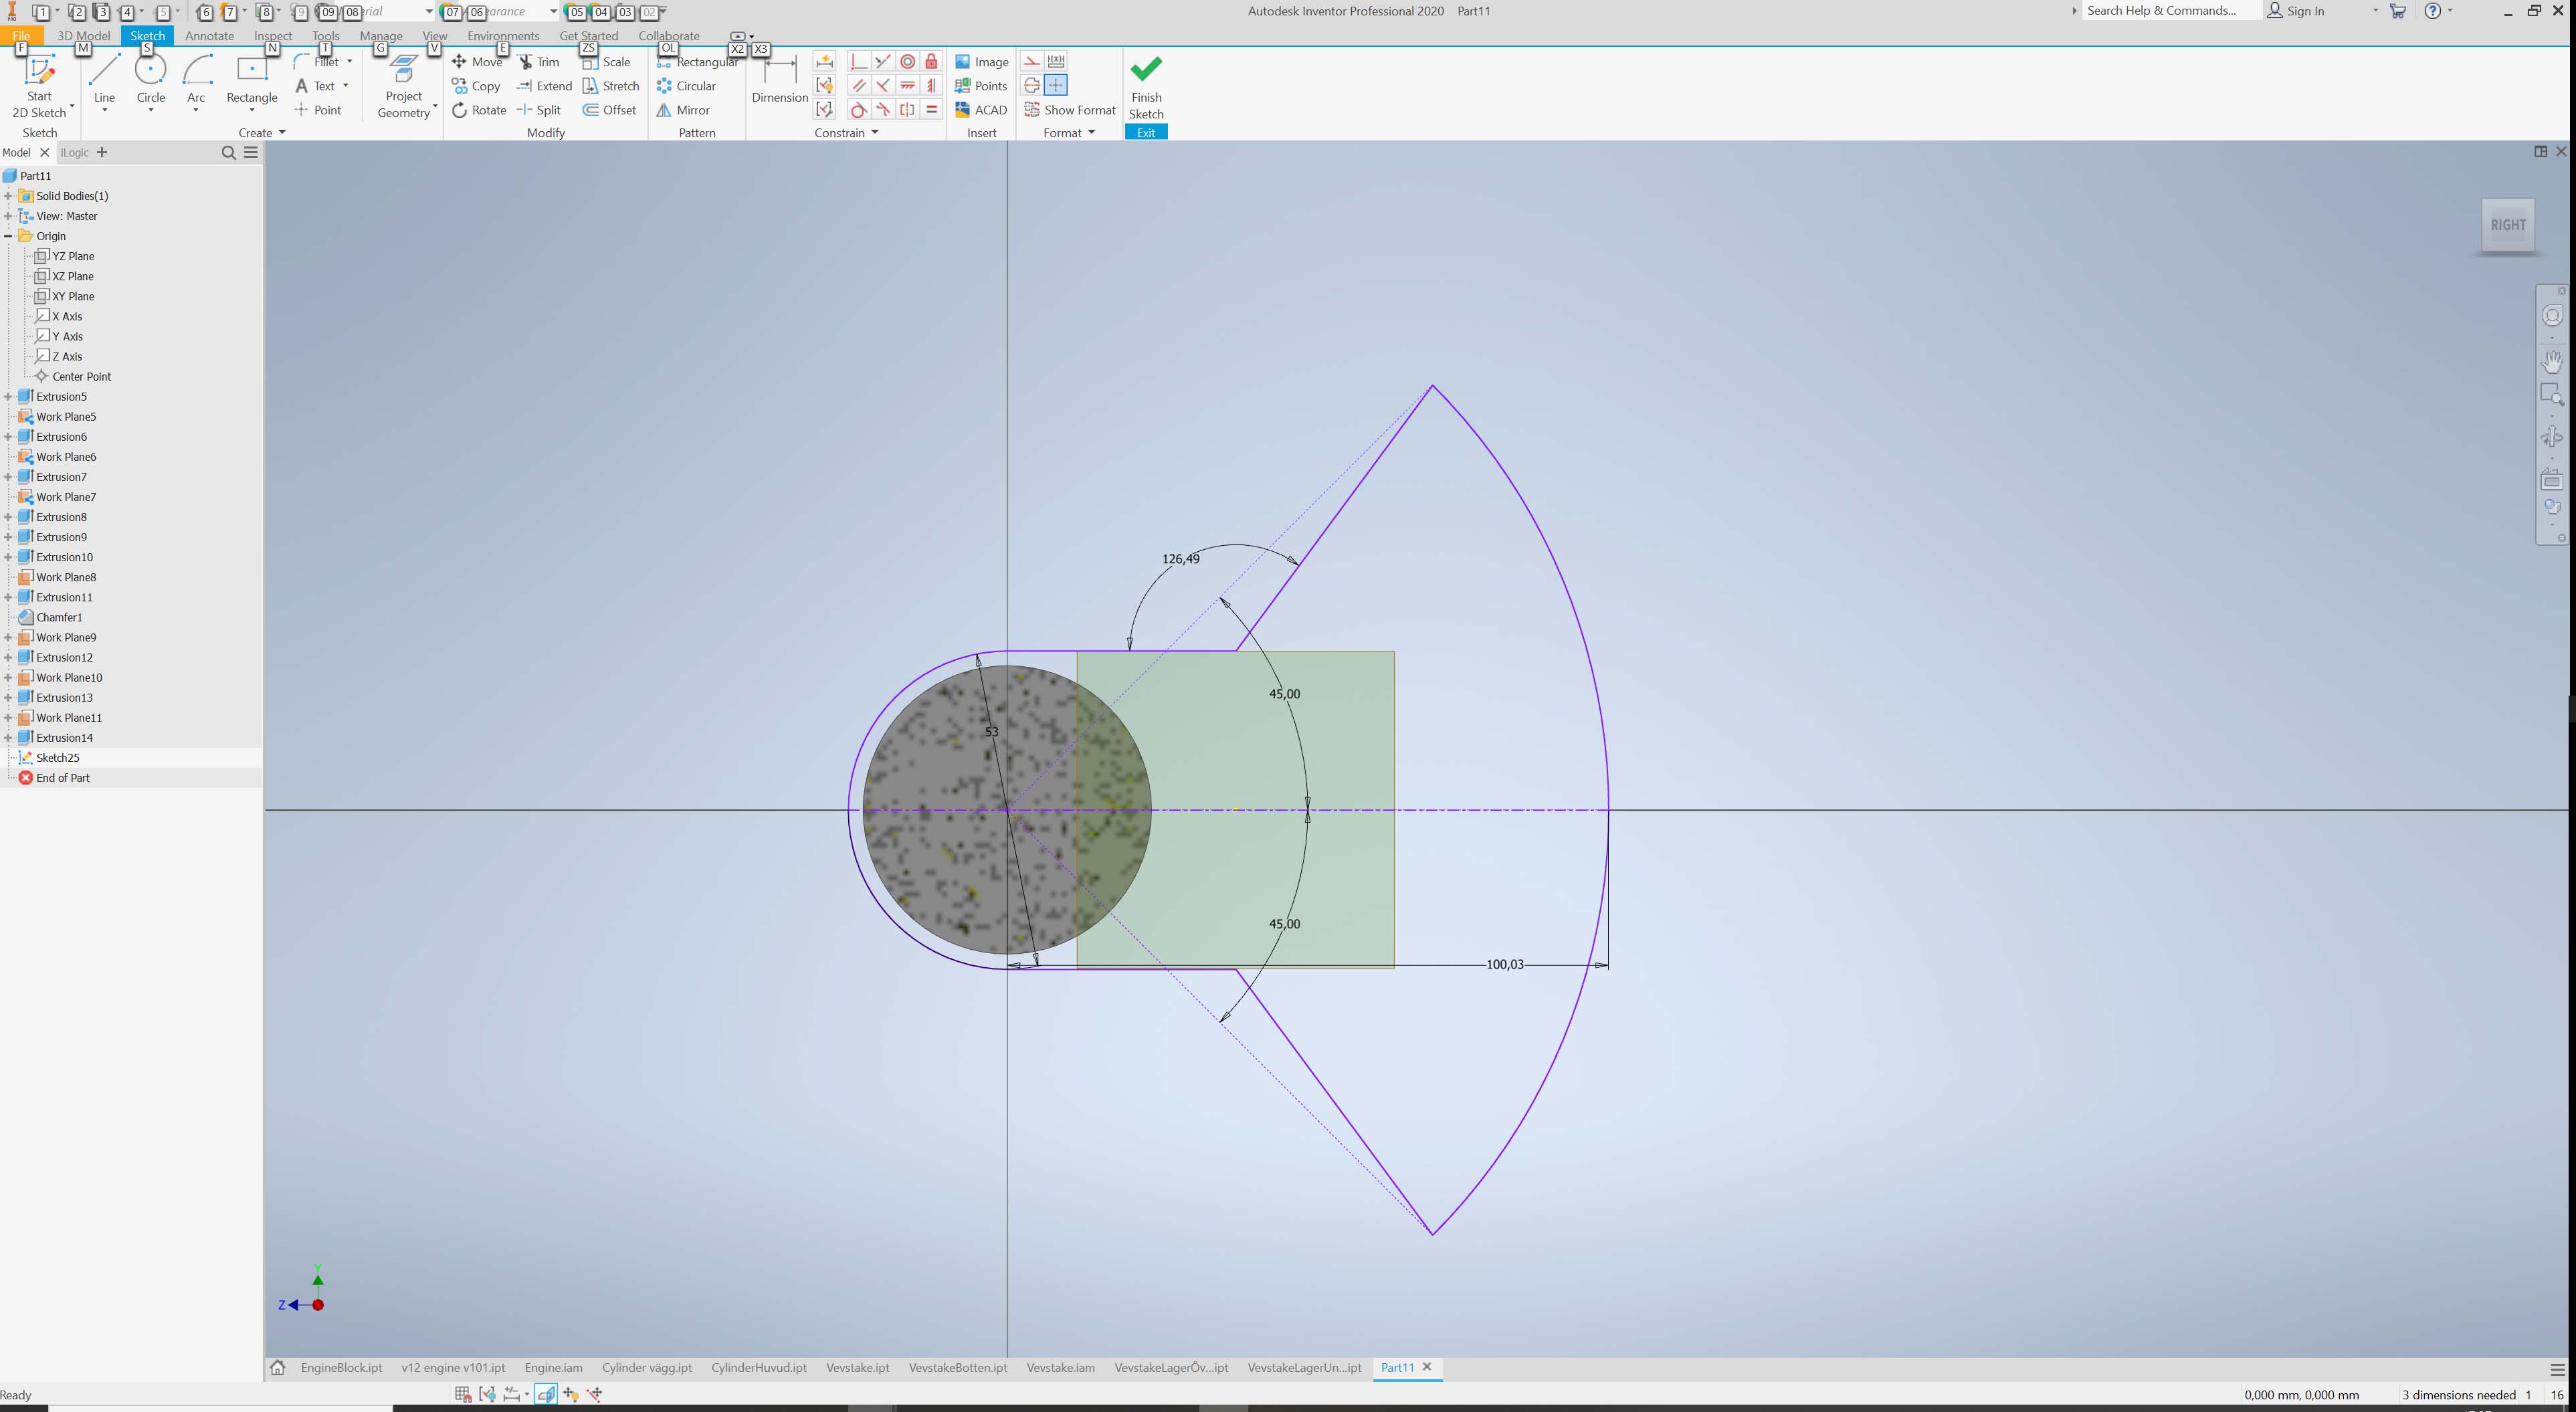 1 2 3 4 5 6 7 8 9 09 08 rial 07 06 arance 05 04 03 02
Autodesk Inventor Professional 2020 Part11
Search Help & Commands...
Sign In
File 3D Model Sketch Annotate Inspect Tools Manage View Environments Get Started Collaborate
F M S N T G V E ZS OL X2 X3
Start
2D Sketch
Line
Circle
Arc
Rectangle
Fillet
Text
Point
Project
Geometry
Move Trim Scale
Copy Extend Stretch
Rotate Split Offset
Rectangular
Circular
Mirror
Dimension
Image
Points
ACAD
Show Format
Finish
Sketch
Sketch Create Modify Pattern Constrain Insert Format Exit
Model iLogic
Part11
Solid Bodies(1)
View: Master
Origin
YZ Plane
XZ Plane
XY Plane
X Axis
Y Axis
Z Axis
Center Point
Extrusion5
Work Plane5
Extrusion6
Work Plane6
Extrusion7
Work Plane7
Extrusion8
Extrusion9
Extrusion10
Work Plane8
Extrusion11
Chamfer1
Work Plane9
Extrusion12
Work Plane10
Extrusion13
Work Plane11
Extrusion14
Sketch25
End of Part
RIGHT
126,49
45,00
53
45,00
100,03
Y
Z
EngineBlock.ipt v12 engine v101.ipt Engine.iam Cylinder vägg.ipt CylinderHuvud.ipt Vevstake.ipt VevstakeBotten.ipt Vevstake.iam VevstakeLagerÖv...ipt VevstakeLagerUn...ipt Part11
Ready
0,000 mm, 0,000 mm 3 dimensions needed 1 16